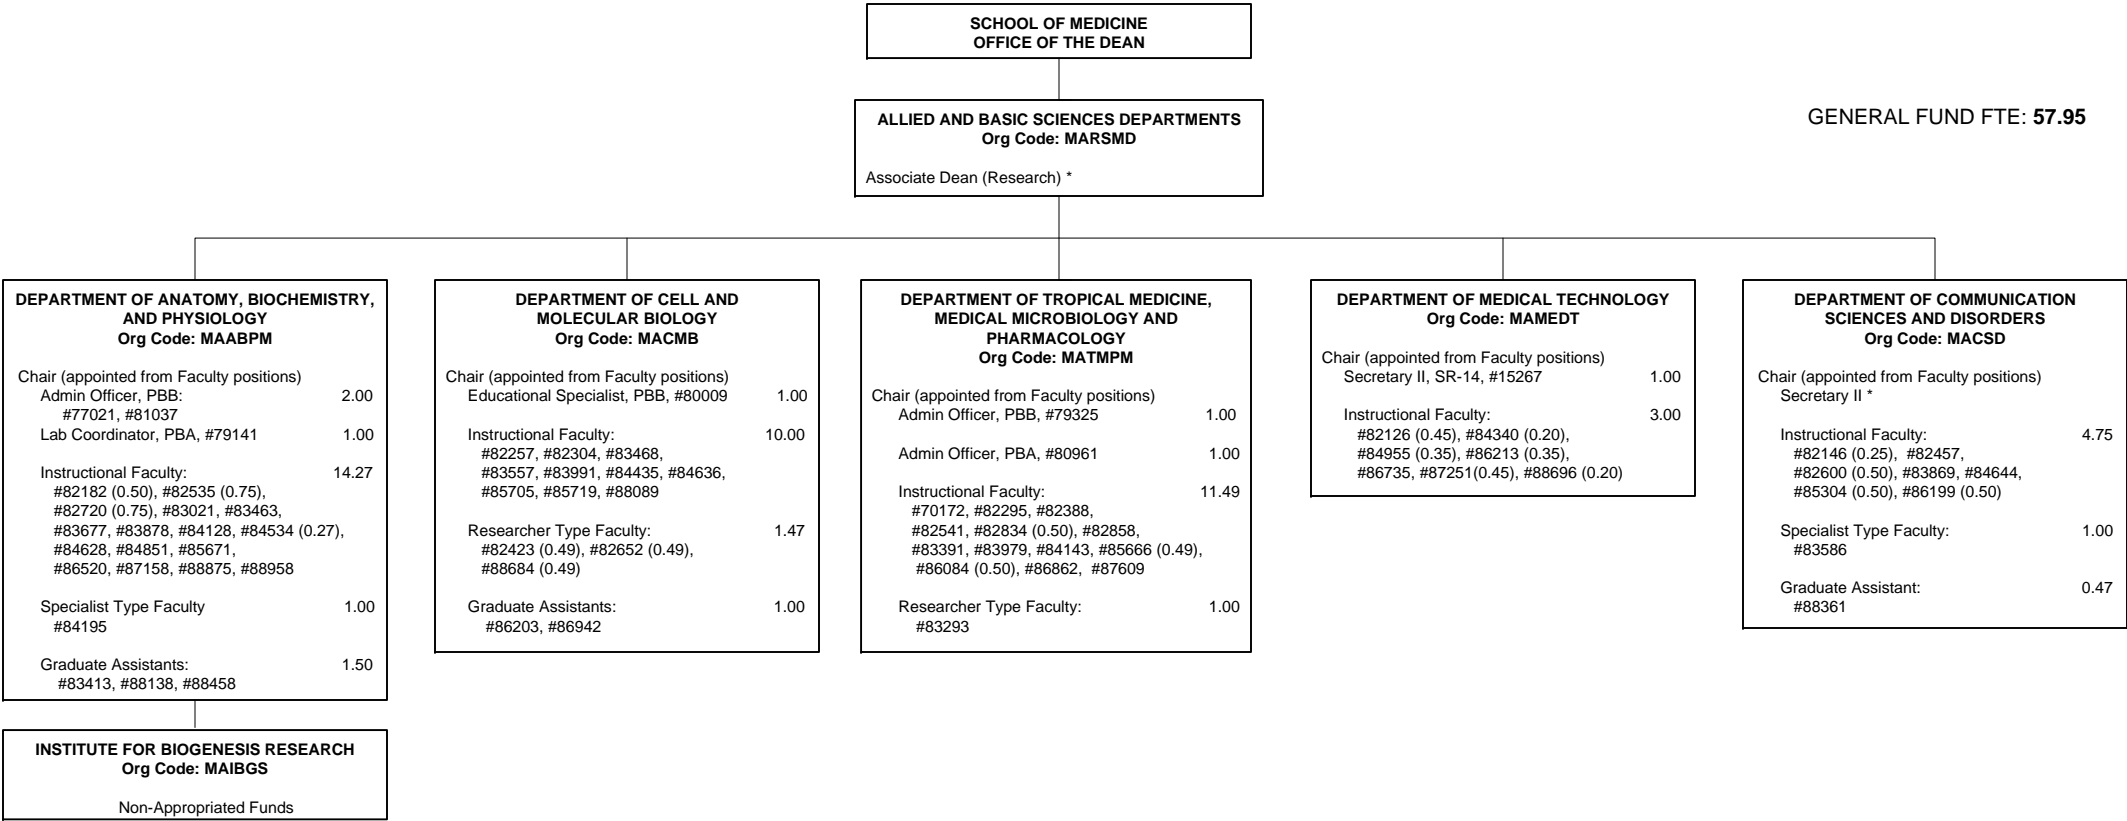 SCHOOL OF MEDICINE
OFFICE OF THE DEAN
ALLIED AND BASIC SCIENCES DEPARTMENTS
Org Code: MARSMD
Associate Dean (Research) *
GENERAL FUND FTE: 57.95
DEPARTMENT OF ANATOMY, BIOCHEMISTRY,
AND PHYSIOLOGY
Org Code: MAABPM
Chair (appointed from Faculty positions)
Admin Officer, PBB: 2.00
#77021, #81037
Lab Coordinator, PBA, #79141 1.00
Instructional Faculty: 14.27
#82182 (0.50), #82535 (0.75),
#82720 (0.75), #83021, #83463,
#83677, #83878, #84128, #84534 (0.27),
#84628, #84851, #85671,
#86520, #87158, #88875, #88958
Specialist Type Faculty 1.00
#84195
Graduate Assistants: 1.50
#83413, #88138, #88458
INSTITUTE FOR BIOGENESIS RESEARCH
Org Code: MAIBGS
Non-Appropriated Funds
DEPARTMENT OF CELL AND
MOLECULAR BIOLOGY
Org Code: MACMB
Chair (appointed from Faculty positions)
Educational Specialist, PBB, #80009 1.00
Instructional Faculty: 10.00
#82257, #82304, #83468,
#83557, #83991, #84435, #84636,
#85705, #85719, #88089
Researcher Type Faculty: 1.47
#82423 (0.49), #82652 (0.49),
#88684 (0.49)
Graduate Assistants: 1.00
#86203, #86942
DEPARTMENT OF TROPICAL MEDICINE,
MEDICAL MICROBIOLOGY AND
PHARMACOLOGY
Org Code: MATMPM
Chair (appointed from Faculty positions)
Admin Officer, PBB, #79325 1.00
Admin Officer, PBA, #80961 1.00
Instructional Faculty: 11.49
#70172, #82295, #82388,
#82541, #82834 (0.50), #82858,
#83391, #83979, #84143, #85666 (0.49),
#86084 (0.50), #86862, #87609
Researcher Type Faculty: 1.00
#83293
DEPARTMENT OF MEDICAL TECHNOLOGY
Org Code: MAMEDT
Chair (appointed from Faculty positions)
Secretary II, SR-14, #15267 1.00
Instructional Faculty: 3.00
#82126 (0.45), #84340 (0.20),
#84955 (0.35), #86213 (0.35),
#86735, #87251(0.45), #88696 (0.20)
DEPARTMENT OF COMMUNICATION
SCIENCES AND DISORDERS
Org Code: MACSD
Chair (appointed from Faculty positions)
Secretary II *
Instructional Faculty: 4.75
#82146 (0.25), #82457,
#82600 (0.50), #83869, #84644,
#85304 (0.50), #86199 (0.50)
Specialist Type Faculty: 1.00
#83586
Graduate Assistant: 0.47
#88361